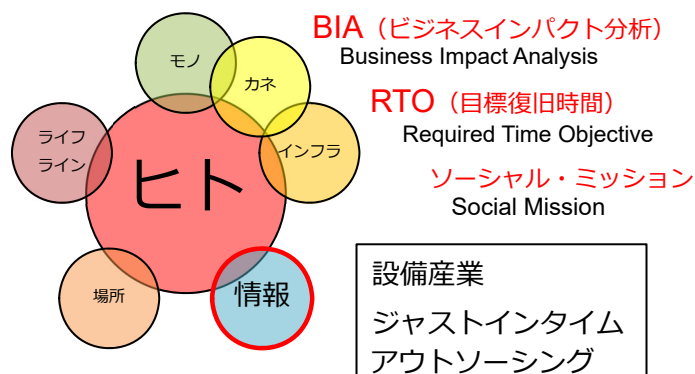 モノ
カネ
ライフ
ライン
インフラ
ヒト
場所
情報
BIA（ビジネスインパクト分析）
Business Impact Analysis
RTO（目標復旧時間）
Required Time Objective
ソーシャル・ミッション
Social Mission
設備産業
ジャストインタイム
アウトソーシング